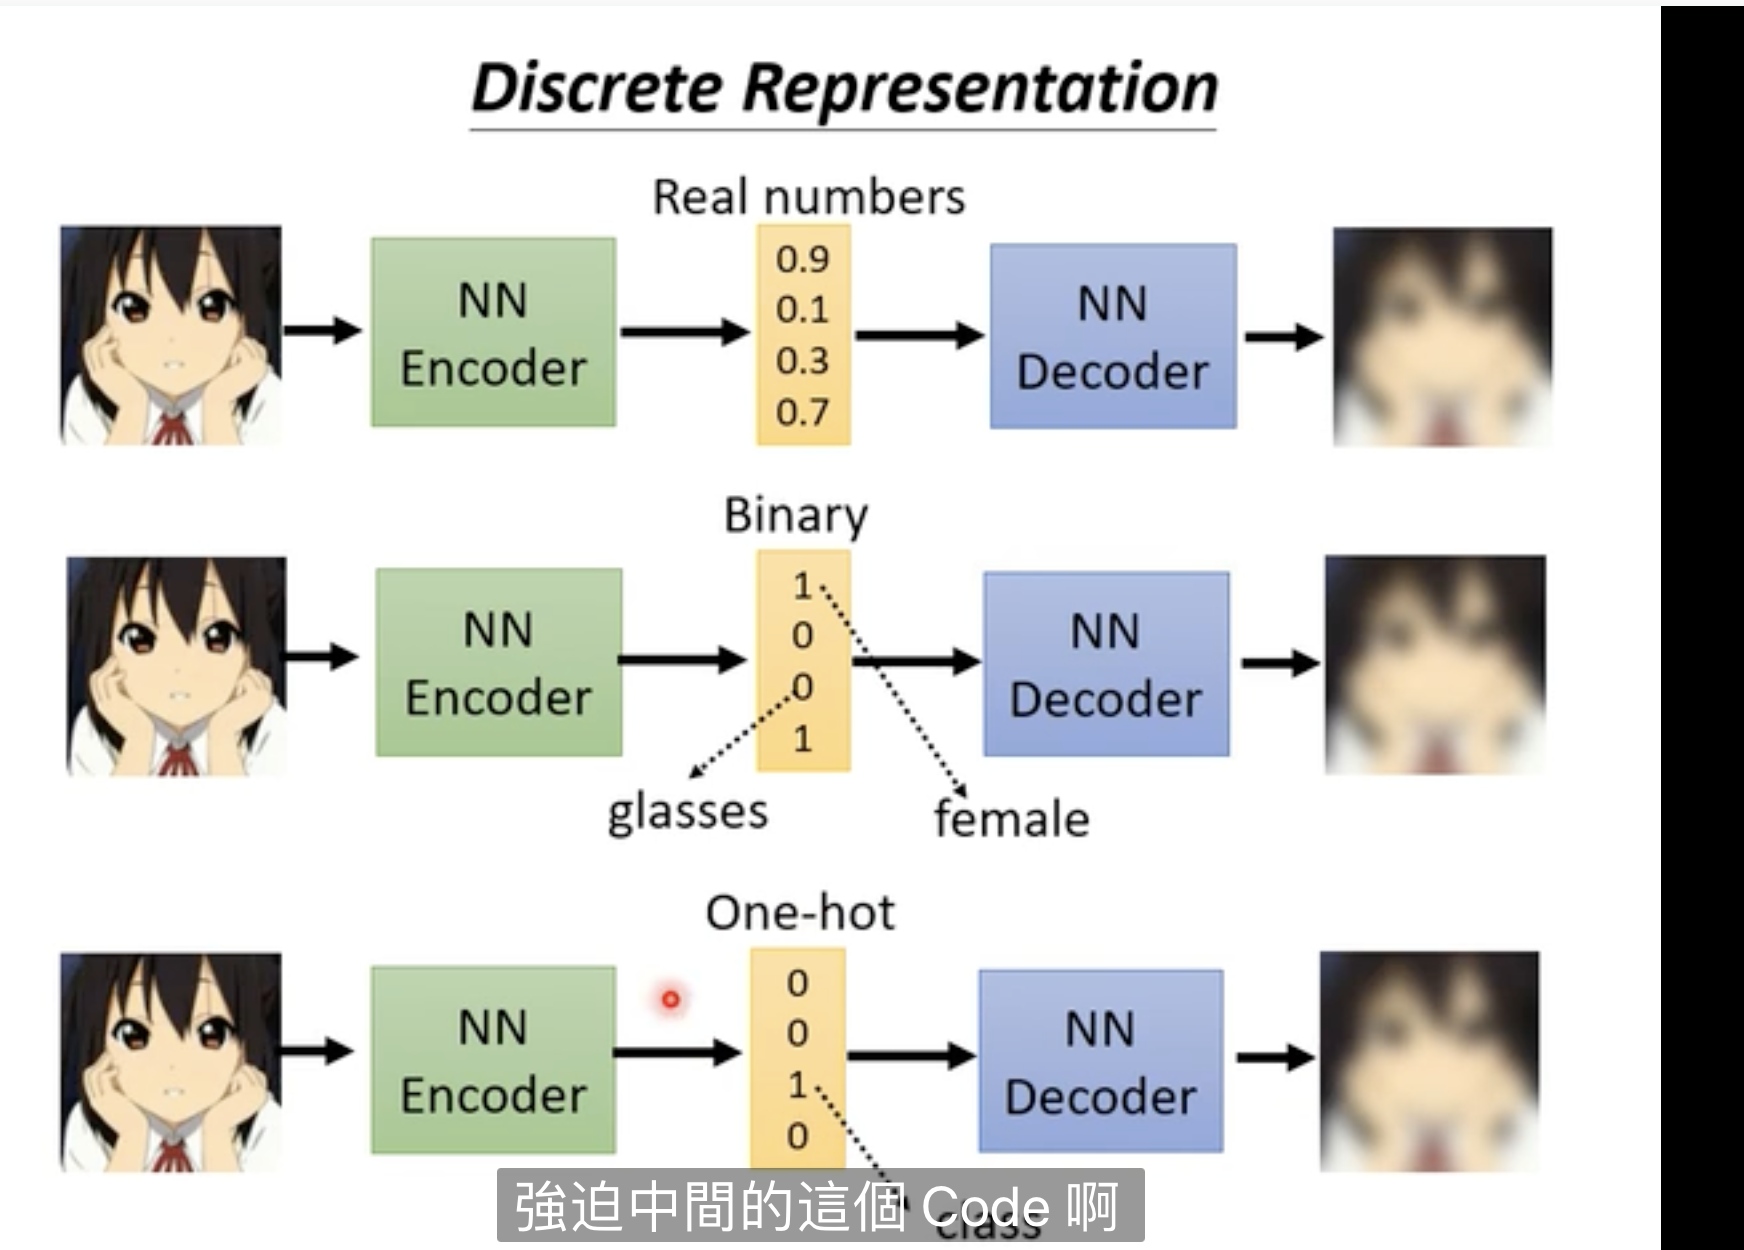 Discrete Representation
Real numbers
NN
Encoder
0.9
0.1
0.3
0.7
NN
Decoder
Binary
NN
Encoder
1
0
0
1
NN
Decoder
glasses
female
One-hot
NN
Encoder
0
0
1
0
NN
Decoder
class
強迫中間的這個 Code 啊